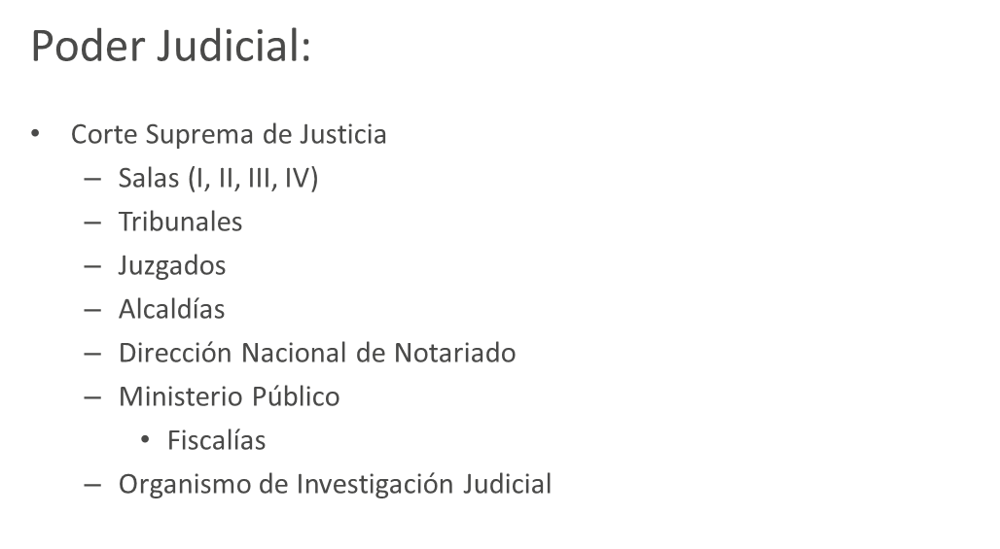 Poder Judicial:
• Corte Suprema de Justicia
– Salas (I, II, III, IV)
– Tribunales
– Juzgados
– Alcaldías
– Dirección Nacional de Notariado
– Ministerio Público
• Fiscalías
– Organismo de Investigación Judicial